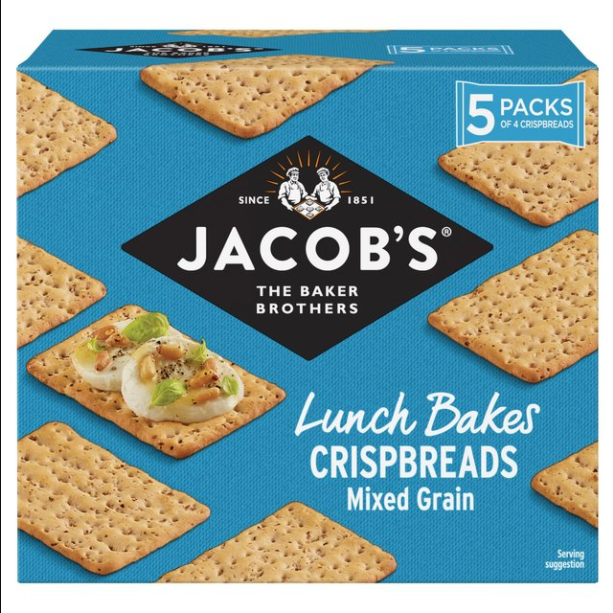 JACOB'S
5 PACKS
5 PACKS
OF 4 CRISPBREADS
SINCE 1851
JACOB'S®
THE BAKER
BROTHERS
Lunch Bakes
CRISPBREADS
Mixed Grain
Serving
suggestion